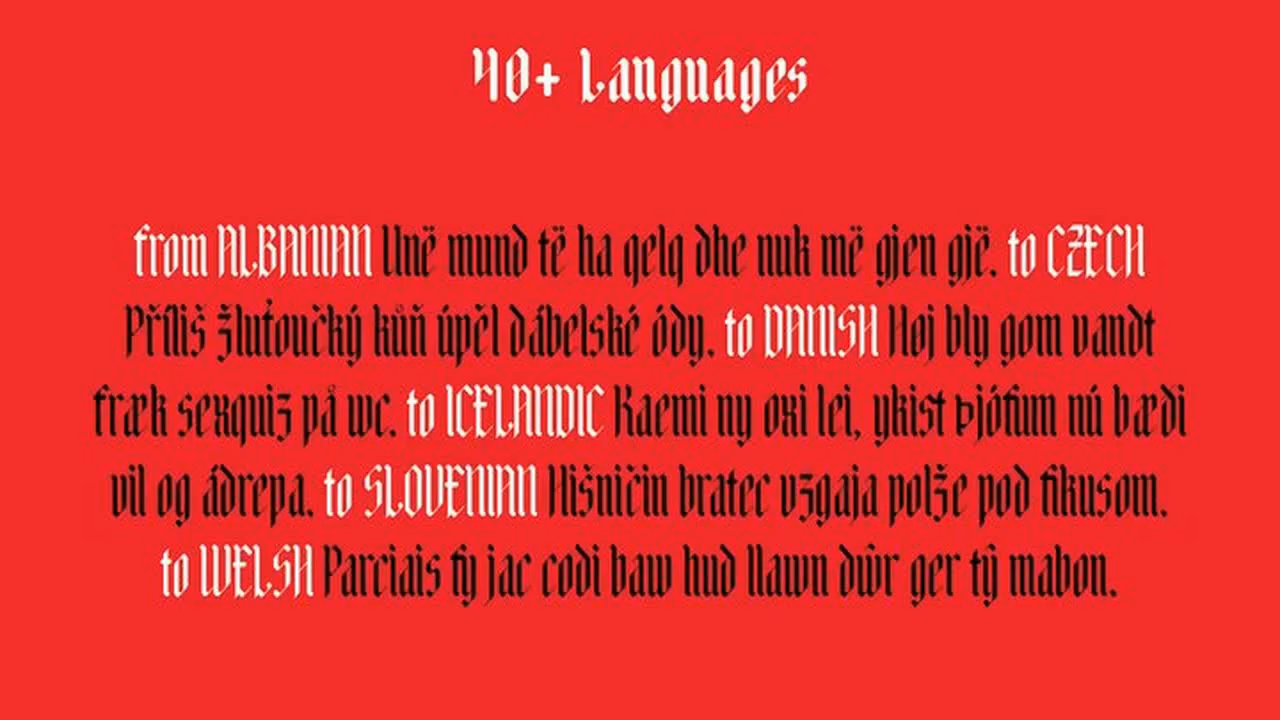 40+ Languages
from ALBANIAN Unë mund të ha qelq dhe nuk më gjen gjë. to CZECH
Příliš žluťoučký kůň úpěl ďábelské ódy. to DANISH Høj bly gom vandt
fræk sexquiz på wc. to ICELANDIC Kaemi ny øxi lei, ykist þjófum nú bædi
vil og ádrepa. to SLOVENIAN Hišničin bratec vzgaja polže pod fikusom.
to WELSH Parciais fy jac codi baw hud llawn dŵr ger tŷ mabon.